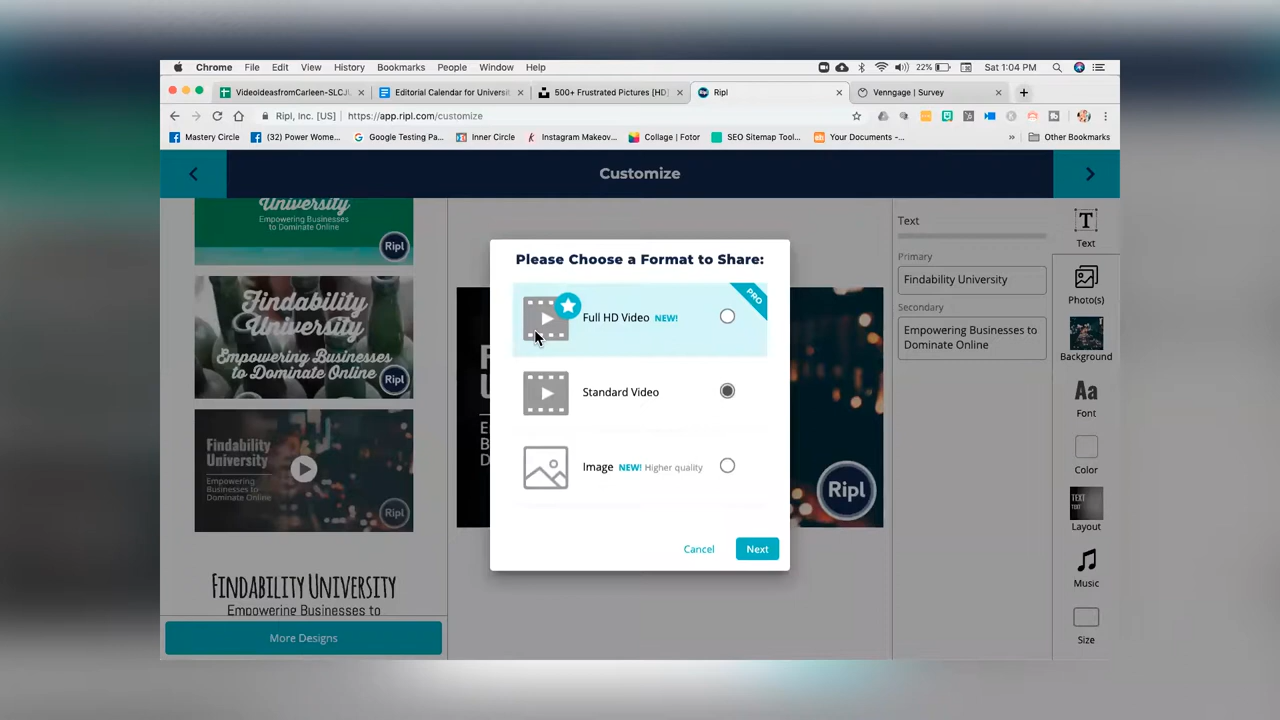 Chrome File Edit View History Bookmarks People Window Help 22% Sat 1:04 PM
VideoIdeasfromCarleen-SLCJU Editorial Calendar for Universit 500+ Frustrated Pictures [HD] Ripl Venngage | Survey
Ripl, Inc. [US] | https://app.ripl.com/customize
Mastery Circle (32) Power Wome... Google Testing Pa... Inner Circle Instagram Makeov... Collage | Fotor SEO Sitemap Tool... Your Documents -... » Other Bookmarks
Customize
University
Empowering Businesses
to Dominate Online
Ripl
Findability
University
Empowering Businesses
to Dominate Online
Ripl
Findability
University
Empowering
Businesses to
Dominate Online
Ripl
Findability University
Empowering Businesses to
More Designs
Please Choose a Format to Share:
PRO
Full HD Video NEW!
Standard Video
Image NEW! Higher quality
Cancel Next
Ripl
Text
Primary
Findability University
Secondary
Empowering Businesses to
Dominate Online
T
Text
Photo(s)
Background
Aa
Font
Color
TEXT
TEXT
Layout
Music
Size